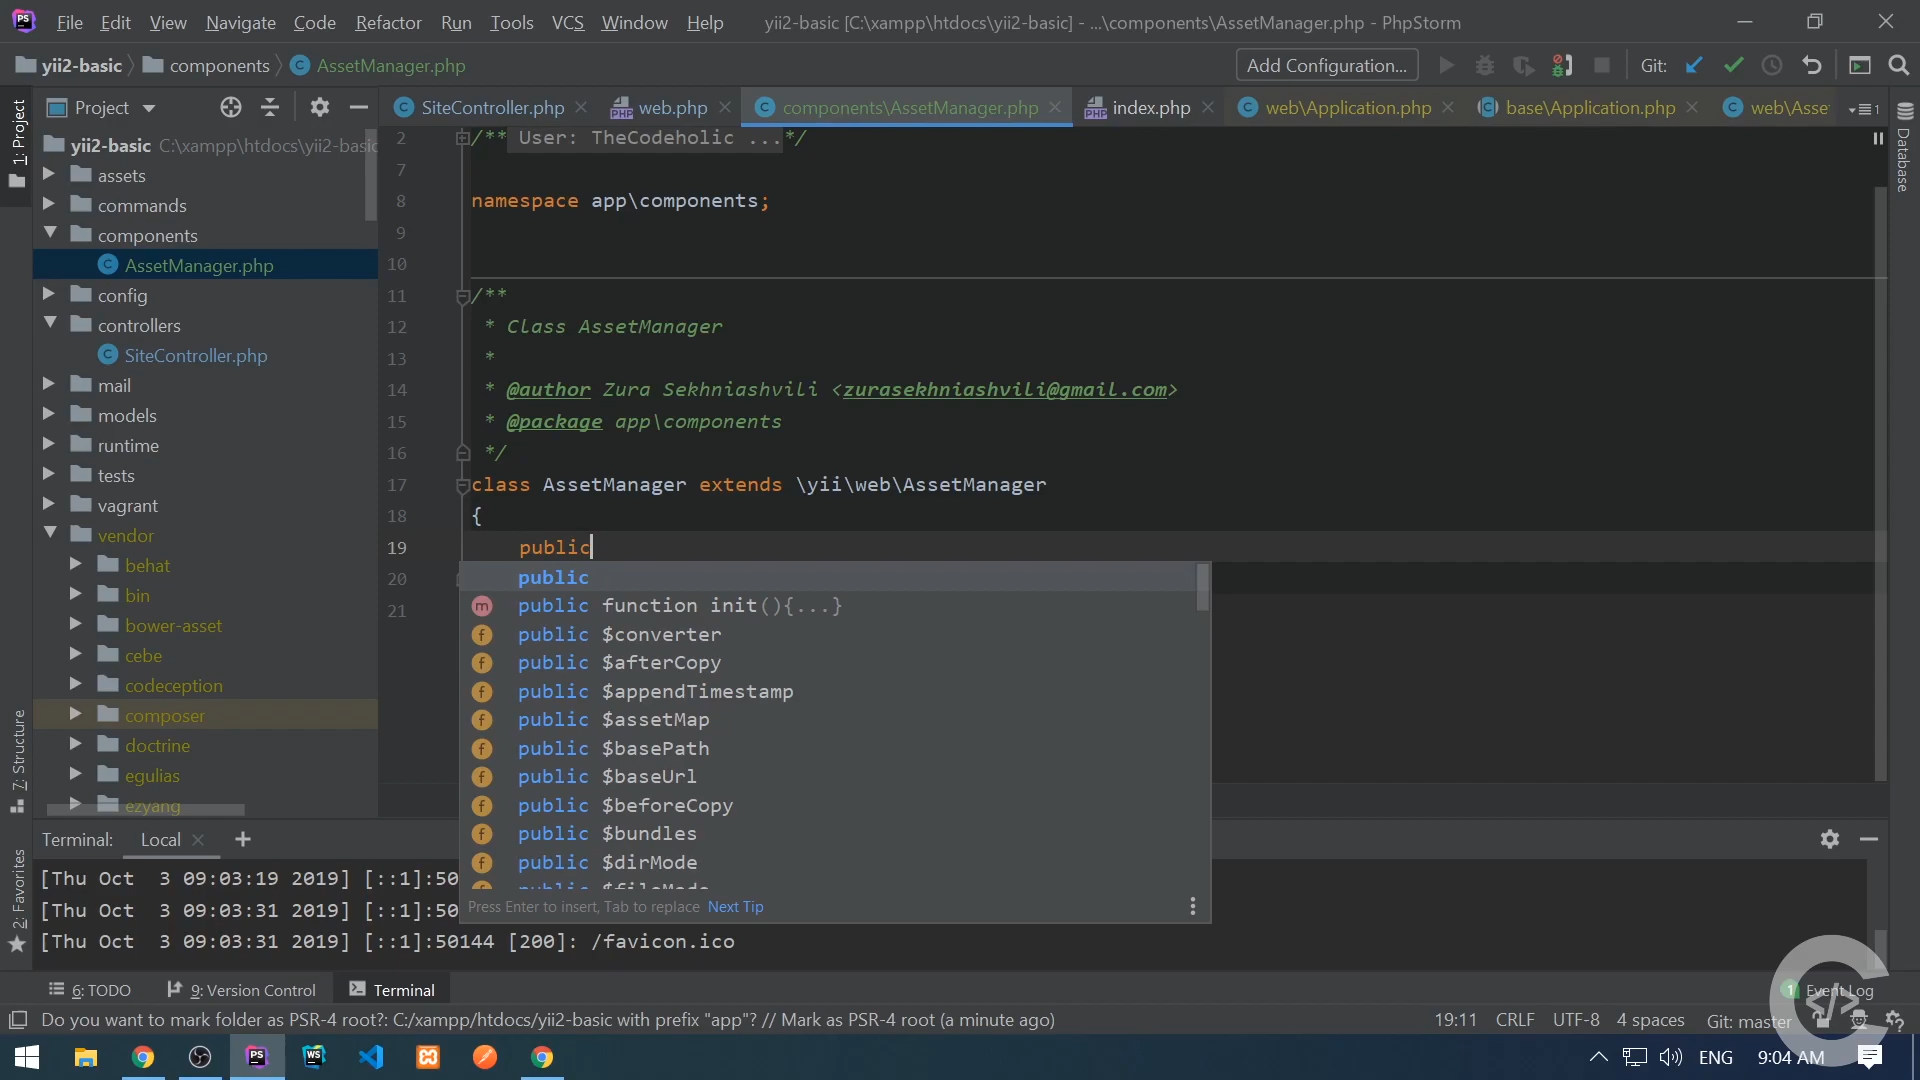 File Edit View Navigate Code Refactor Run Tools VCS Window Help yii2-basic [C:\xampp\htdocs\yii2-basic] - ...\components\AssetManager.php - PhpStorm
yii2-basic components AssetManager.php Add Configuration... Git:
Project SiteController.php web.php components\AssetManager.php index.php web\Application.php base\Application.php web\Asse
1: Project
Database
yii2-basic C:\xampp\htdocs\yii2-basic
assets
commands
components
AssetManager.php
config
controllers
SiteController.php
mail
models
runtime
tests
vagrant
vendor
behat
bin
bower-asset
cebe
codeception
composer
doctrine
egulias
ezyang
7: Structure
2: Favorites
2 /** User: TheCodeholic ...*/
7
8 namespace app\components;
9
10
11 /**
12 * Class AssetManager
13 *
14 * @author Zura Sekhniashvili <zurasekhniashvili@gmail.com>
15 * @package app\components
16 */
17 class AssetManager extends \yii\web\AssetManager
18 {
19 public
20
21
public
public function init(){...}
public $converter
public $afterCopy
public $appendTimestamp
public $assetMap
public $basePath
public $baseUrl
public $beforeCopy
public $bundles
public $dirMode
public $fileMode
Press Enter to insert, Tab to replace Next Tip
Terminal: Local
[Thu Oct 3 09:03:19 2019] [::1]:50
[Thu Oct 3 09:03:31 2019] [::1]:50
[Thu Oct 3 09:03:31 2019] [::1]:50144 [200]: /favicon.ico
6: TODO 9: Version Control Terminal 1 Event Log
Do you want to mark folder as PSR-4 root?: C:/xampp/htdocs/yii2-basic with prefix "app"? // Mark as PSR-4 root (a minute ago) 19:11 CRLF UTF-8 4 spaces Git: master
ENG 9:04 AM